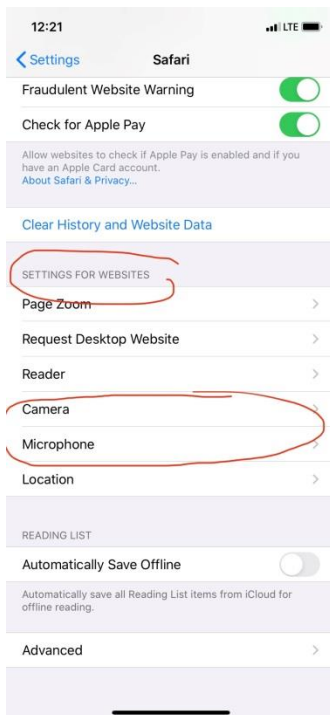 12:21
LTE
Settings
Safari
Fraudulent Website Warning
Check for Apple Pay
Allow websites to check if Apple Pay is enabled and if you
have an Apple Card account.
About Safari & Privacy...
Clear History and Website Data
SETTINGS FOR WEBSITES
Page Zoom
Request Desktop Website
Reader
Camera
Microphone
Location
READING LIST
Automatically Save Offline
Automatically save all Reading List items from iCloud for
offline reading.
Advanced